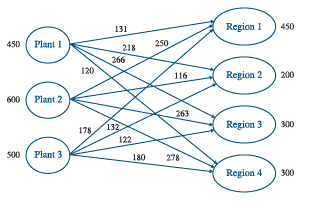 131
Region 1
450
450
Plant 1
218
250
266
120
116
Region 2
200
600
Plant 2
263
Region 3
300
178
132
122
500
Plant 3
180
278
Region 4
300